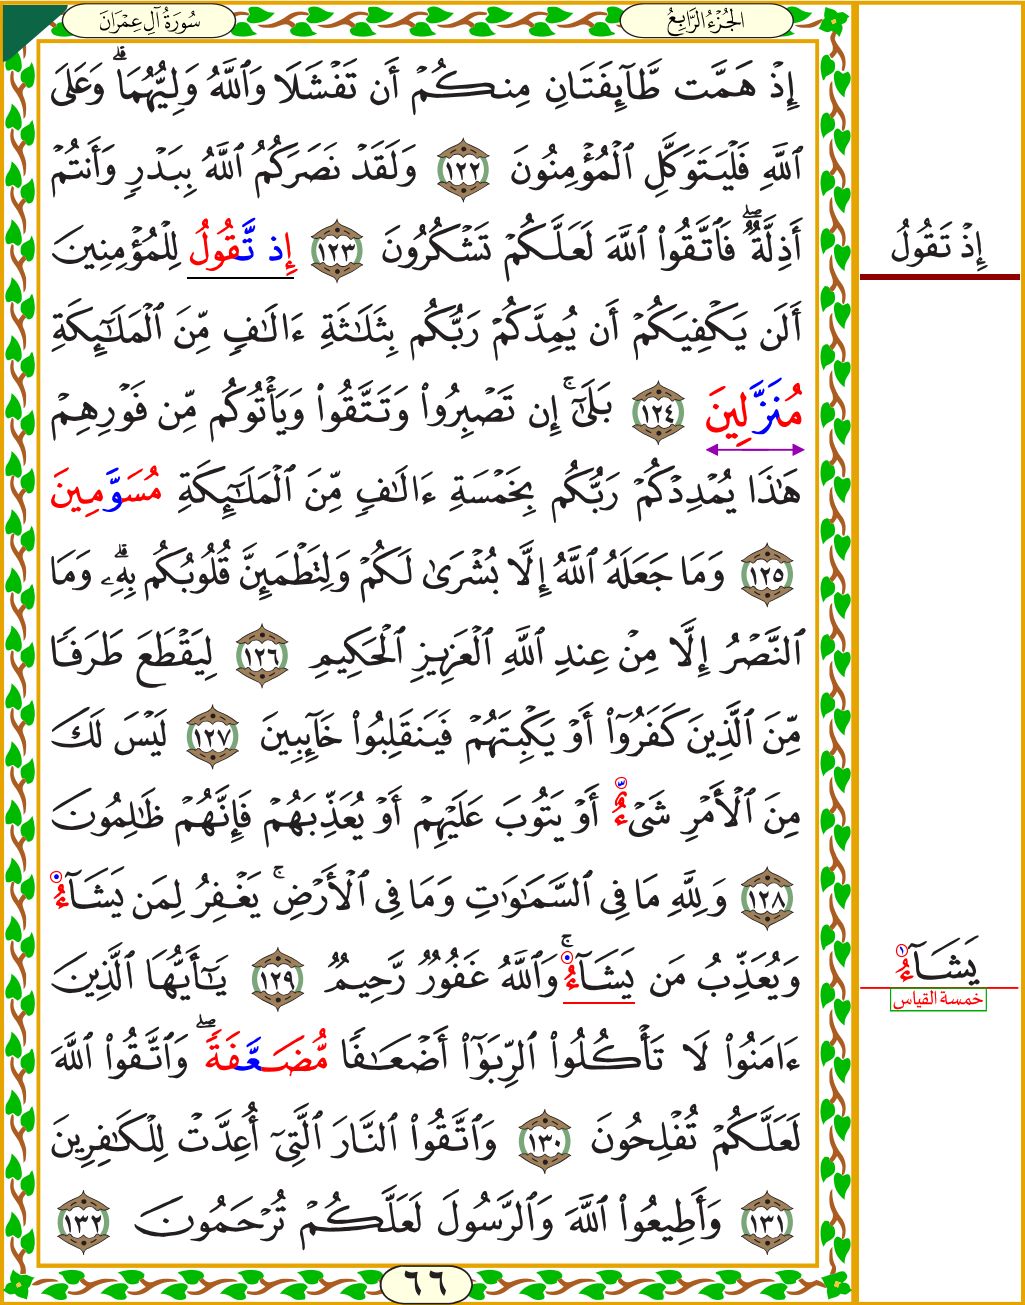 سُورَةُ آلِ عِمْرَانَ
الجُزْءُ الرَّابِعُ
إِذْ هَمَّت طَّآئِفَتَانِ مِنكُمْ أَن تَفْشَلَا وَٱللَّهُ وَلِيُّهُمَا ۗ وَعَلَى
ٱللَّهِ فَلْيَتَوَكَّلِ ٱلْمُؤْمِنُونَ ١٢٢ وَلَقَدْ نَصَرَكُمُ ٱللَّهُ بِبَدْرٍ وَأَنتُمْ
أَذِلَّةٌ ۖ فَٱتَّقُوا۟ ٱللَّهَ لَعَلَّكُمْ تَشْكُرُونَ ١٢٣ إِذ تَّقُولُ لِلْمُؤْمِنِينَ
إِذْ تَقُولُ
أَلَن يَكْفِيَكُمْ أَن يُمِدَّكُمْ رَبُّكُم بِثَلَـٰثَةِ ءَالَـٰفٍ مِّنَ ٱلْمَلَـٰٓئِكَةِ
مُنَزَّلِينَ ١٢٤ بَلَىٰٓ ۚ إِن تَصْبِرُوا۟ وَتَتَّقُوا۟ وَيَأْتُوكُم مِّن فَوْرِهِمْ
هَـٰذَا يُمْدِدْكُمْ رَبُّكُم بِخَمْسَةِ ءَالَـٰفٍ مِّنَ ٱلْمَلَـٰٓئِكَةِ مُسَوَّمِينَ
١٢٥ وَمَا جَعَلَهُ ٱللَّهُ إِلَّا بُشْرَىٰ لَكُمْ وَلِتَطْمَئِنَّ قُلُوبُكُم بِهِۦ ۗ وَمَا
ٱلنَّصْرُ إِلَّا مِنْ عِندِ ٱللَّهِ ٱلْعَزِيزِ ٱلْحَكِيمِ ١٢٦ لِيَقْطَعَ طَرَفًا
مِّنَ ٱلَّذِينَ كَفَرُوٓا۟ أَوْ يَكْبِتَهُمْ فَيَنقَلِبُوا۟ خَآئِبِينَ ١٢٧ لَيْسَ لَكَ
مِنَ ٱلْأَمْرِ شَىْءٌ أَوْ يَتُوبَ عَلَيْهِمْ أَوْ يُعَذِّبَهُمْ فَإِنَّهُمْ ظَـٰلِمُونَ
١٢٨ وَلِلَّهِ مَا فِى ٱلسَّمَـٰوَٰتِ وَمَا فِى ٱلْأَرْضِ ۚ يَغْفِرُ لِمَن يَشَآءُ
وَيُعَذِّبُ مَن يَشَآءُ ۚ وَٱللَّهُ غَفُورٌ رَّحِيمٌ ١٢٩ يَـٰٓأَيُّهَا ٱلَّذِينَ
يَشَآءُ ١
خمسة القياس
ءَامَنُوا۟ لَا تَأْكُلُوا۟ ٱلرِّبَوٰٓا۟ أَضْعَـٰفًا مُّضَعَّفَةً ۖ وَٱتَّقُوا۟ ٱللَّهَ
لَعَلَّكُمْ تُفْلِحُونَ ١٣٠ وَٱتَّقُوا۟ ٱلنَّارَ ٱلَّتِىٓ أُعِدَّتْ لِلْكَـٰفِرِينَ
١٣١ وَأَطِيعُوا۟ ٱللَّهَ وَٱلرَّسُولَ لَعَلَّكُمْ تُرْحَمُونَ ١٣٢
٦٦